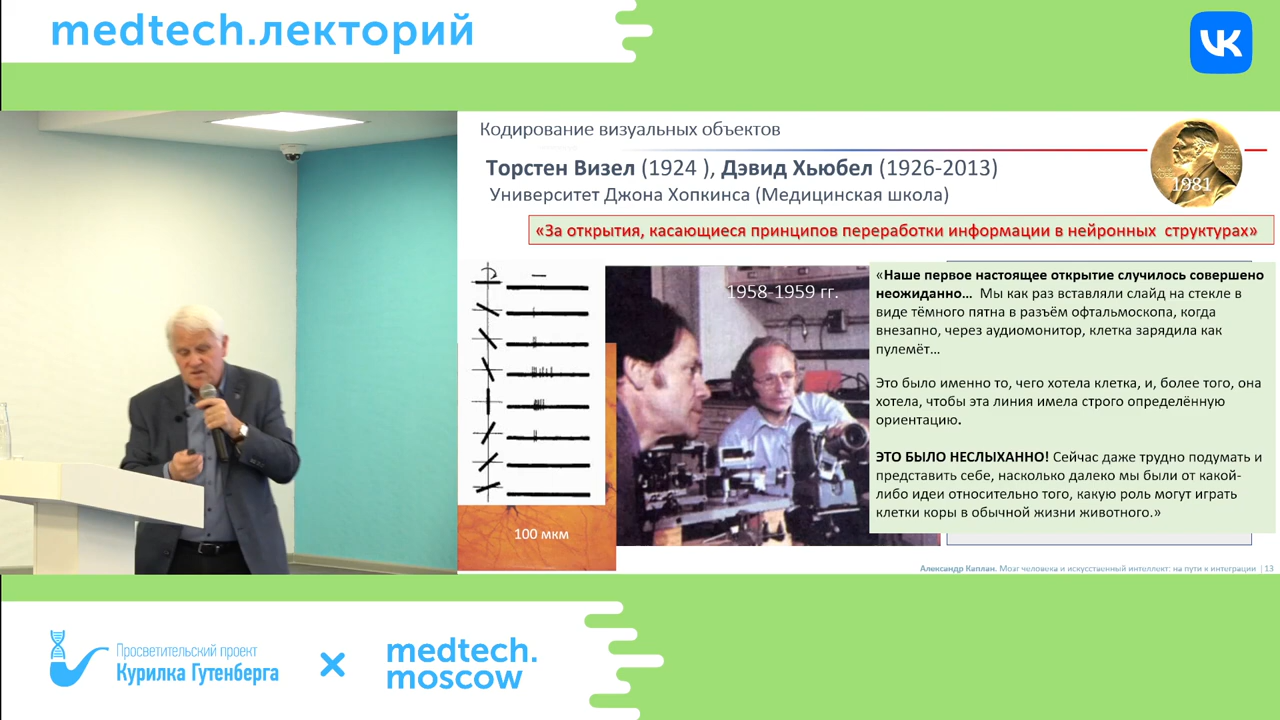 medtech.лекторий
VK
Кодирование визуальных объектов
Торстен Визел (1924 ), Дэвид Хьюбел (1926-2013)
Университет Джона Хопкинса (Медицинская школа)
1981
«За открытия, касающиеся принципов переработки информации в нейронных структурах»
1958-1959 гг.
«Наше первое настоящее открытие случилось совершено
неожиданно... Мы как раз вставляли слайд на стекле в
виде тёмного пятна в разъём офтальмоскопа, когда
внезапно, через аудиомонитор, клетка зарядила как
пулемёт...
Это было именно то, чего хотела клетка, и, более того, она
хотела, чтобы эта линия имела строго определённую
ориентацию.
ЭТО БЫЛО НЕСЛЫХАННО! Сейчас даже трудно подумать и
представить себе, насколько далеко мы были от какой-
либо идеи относительно того, какую роль могут играть
клетки коры в обычной жизни животного.»
100 мкм
Александр Каплан. Мозг человека и искусственный интеллект: на пути к интеграции | 13
Просветительский проект
Курилка Гутенберга
medtech.
moscow